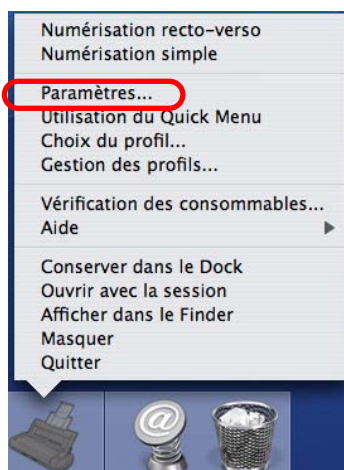 Numérisation recto-verso
Numérisation simple
Paramètres...
Utilisation du Quick Menu
Choix du profil...
Gestion des profils...
Vérification des consommables...
Aide
Conserver dans le Dock
Ouvrir avec la session
Afficher dans le Finder
Masquer
Quitter
@